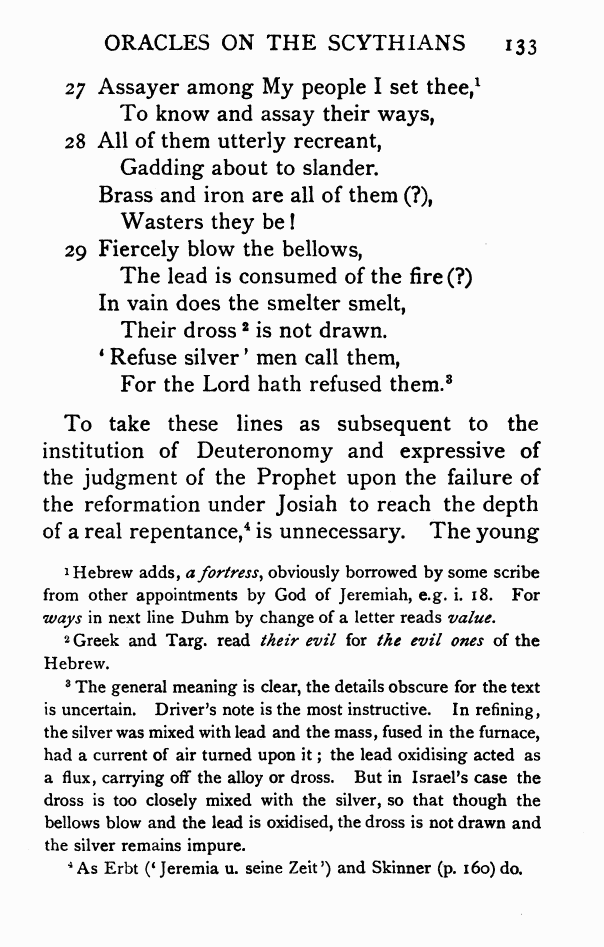 ORACLES ON THE SCYTHIANS 133
27 Assayer among My people I set thee,¹
To know and assay their ways,
28 All of them utterly recreant,
Gadding about to slander.
Brass and iron are all of them (?),
Wasters they be !
29 Fiercely blow the bellows,
The lead is consumed of the fire (?)
In vain does the smelter smelt,
Their dross ² is not drawn.
‘ Refuse silver ’ men call them,
For the Lord hath refused them.³
To take these lines as subsequent to the
institution of Deuteronomy and expressive of
the judgment of the Prophet upon the failure of
the reformation under Josiah to reach the depth
of a real repentance,⁴ is unnecessary. The young
¹ Hebrew adds, a fortress, obviously borrowed by some scribe
from other appointments by God of Jeremiah, e.g. i. 18. For
ways in next line Duhm by change of a letter reads value.
² Greek and Targ. read their evil for the evil ones of the
Hebrew.
³ The general meaning is clear, the details obscure for the text
is uncertain. Driver's note is the most instructive. In refining,
the silver was mixed with lead and the mass, fused in the furnace,
had a current of air turned upon it ; the lead oxidising acted as
a flux, carrying off the alloy or dross. But in Israel's case the
dross is too closely mixed with the silver, so that though the
bellows blow and the lead is oxidised, the dross is not drawn and
the silver remains impure.
⁴ As Erbt (‘ Jeremia u. seine Zeit ’) and Skinner (p. 160) do.